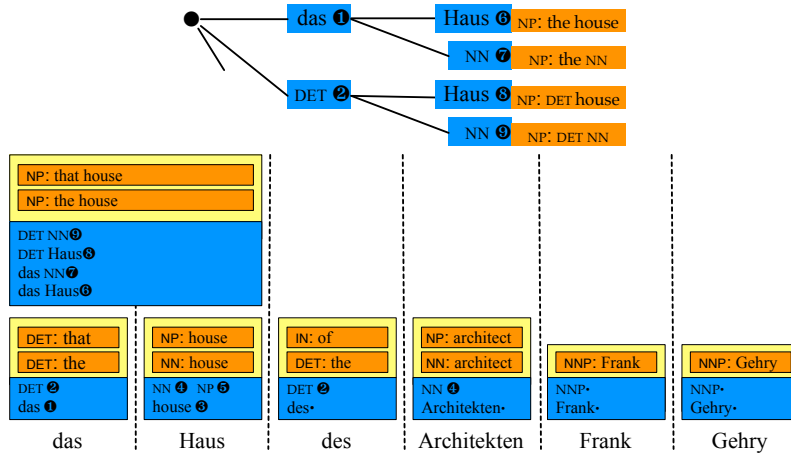 das ❶
Haus ❻ NP: the house
NN ❼ NP: the NN
DET ❷
Haus ❽ NP: DET house
NN ❾ NP: DET NN
NP: that house
NP: the house
DET NN❾
DET Haus❽
das NN❼
das Haus❻
DET: that NP: house IN: of NP: architect
DET: the NN: house DET: the NN: architect NNP: Frank NNP: Gehry
DET ❷ NN ❹ NP ❺ DET ❷ NN ❹ NNP• NNP•
das ❶ house ❸ des• Architekten• Frank• Gehry•
das Haus des Architekten Frank Gehry